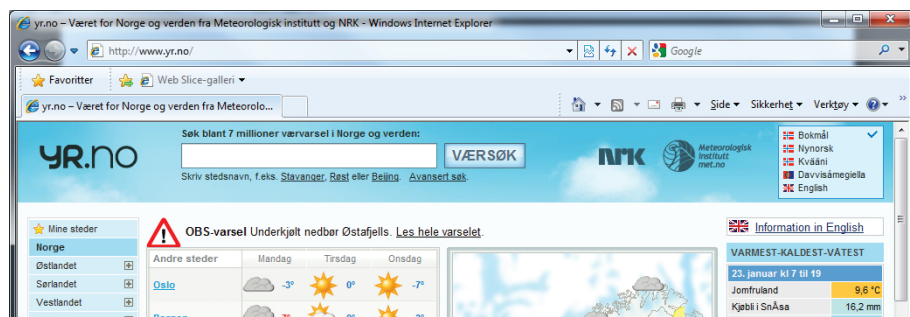 yr.no – Været for Norge og verden fra Meteorologisk institutt og NRK - Windows Internet Explorer
http://www.yr.no/
Google
Favoritter
Web Slice-galleri
yr.no – Været for Norge og verden fra Meteorolo...
Side
Sikkerhet
Verktøy
»
YR.NO
Søk blant 7 millioner værvarsel i Norge og verden:
VÆRSØK
Skriv stedsnavn, f.eks. Stavanger, Røst eller Beijing. Avansert søk.
NRK
Meteorologisk
institutt
met.no
Bokmål
Nynorsk
Kvääni
Davvisámegiella
English
Mine steder
Norge
Østlandet
Sørlandet
Vestlandet
OBS-varsel Underkjølt nedbør Østafjells. Les hele varselet.
Andre steder Mandag Tirsdag Onsdag
Oslo -3° 0° -7°
Information in English
VARMEST-KALDEST-VÅTEST
23. januar kl 7 til 19
Jomfruland 9,6 °C
Kjøbli i SnÅsa 16,2 mm